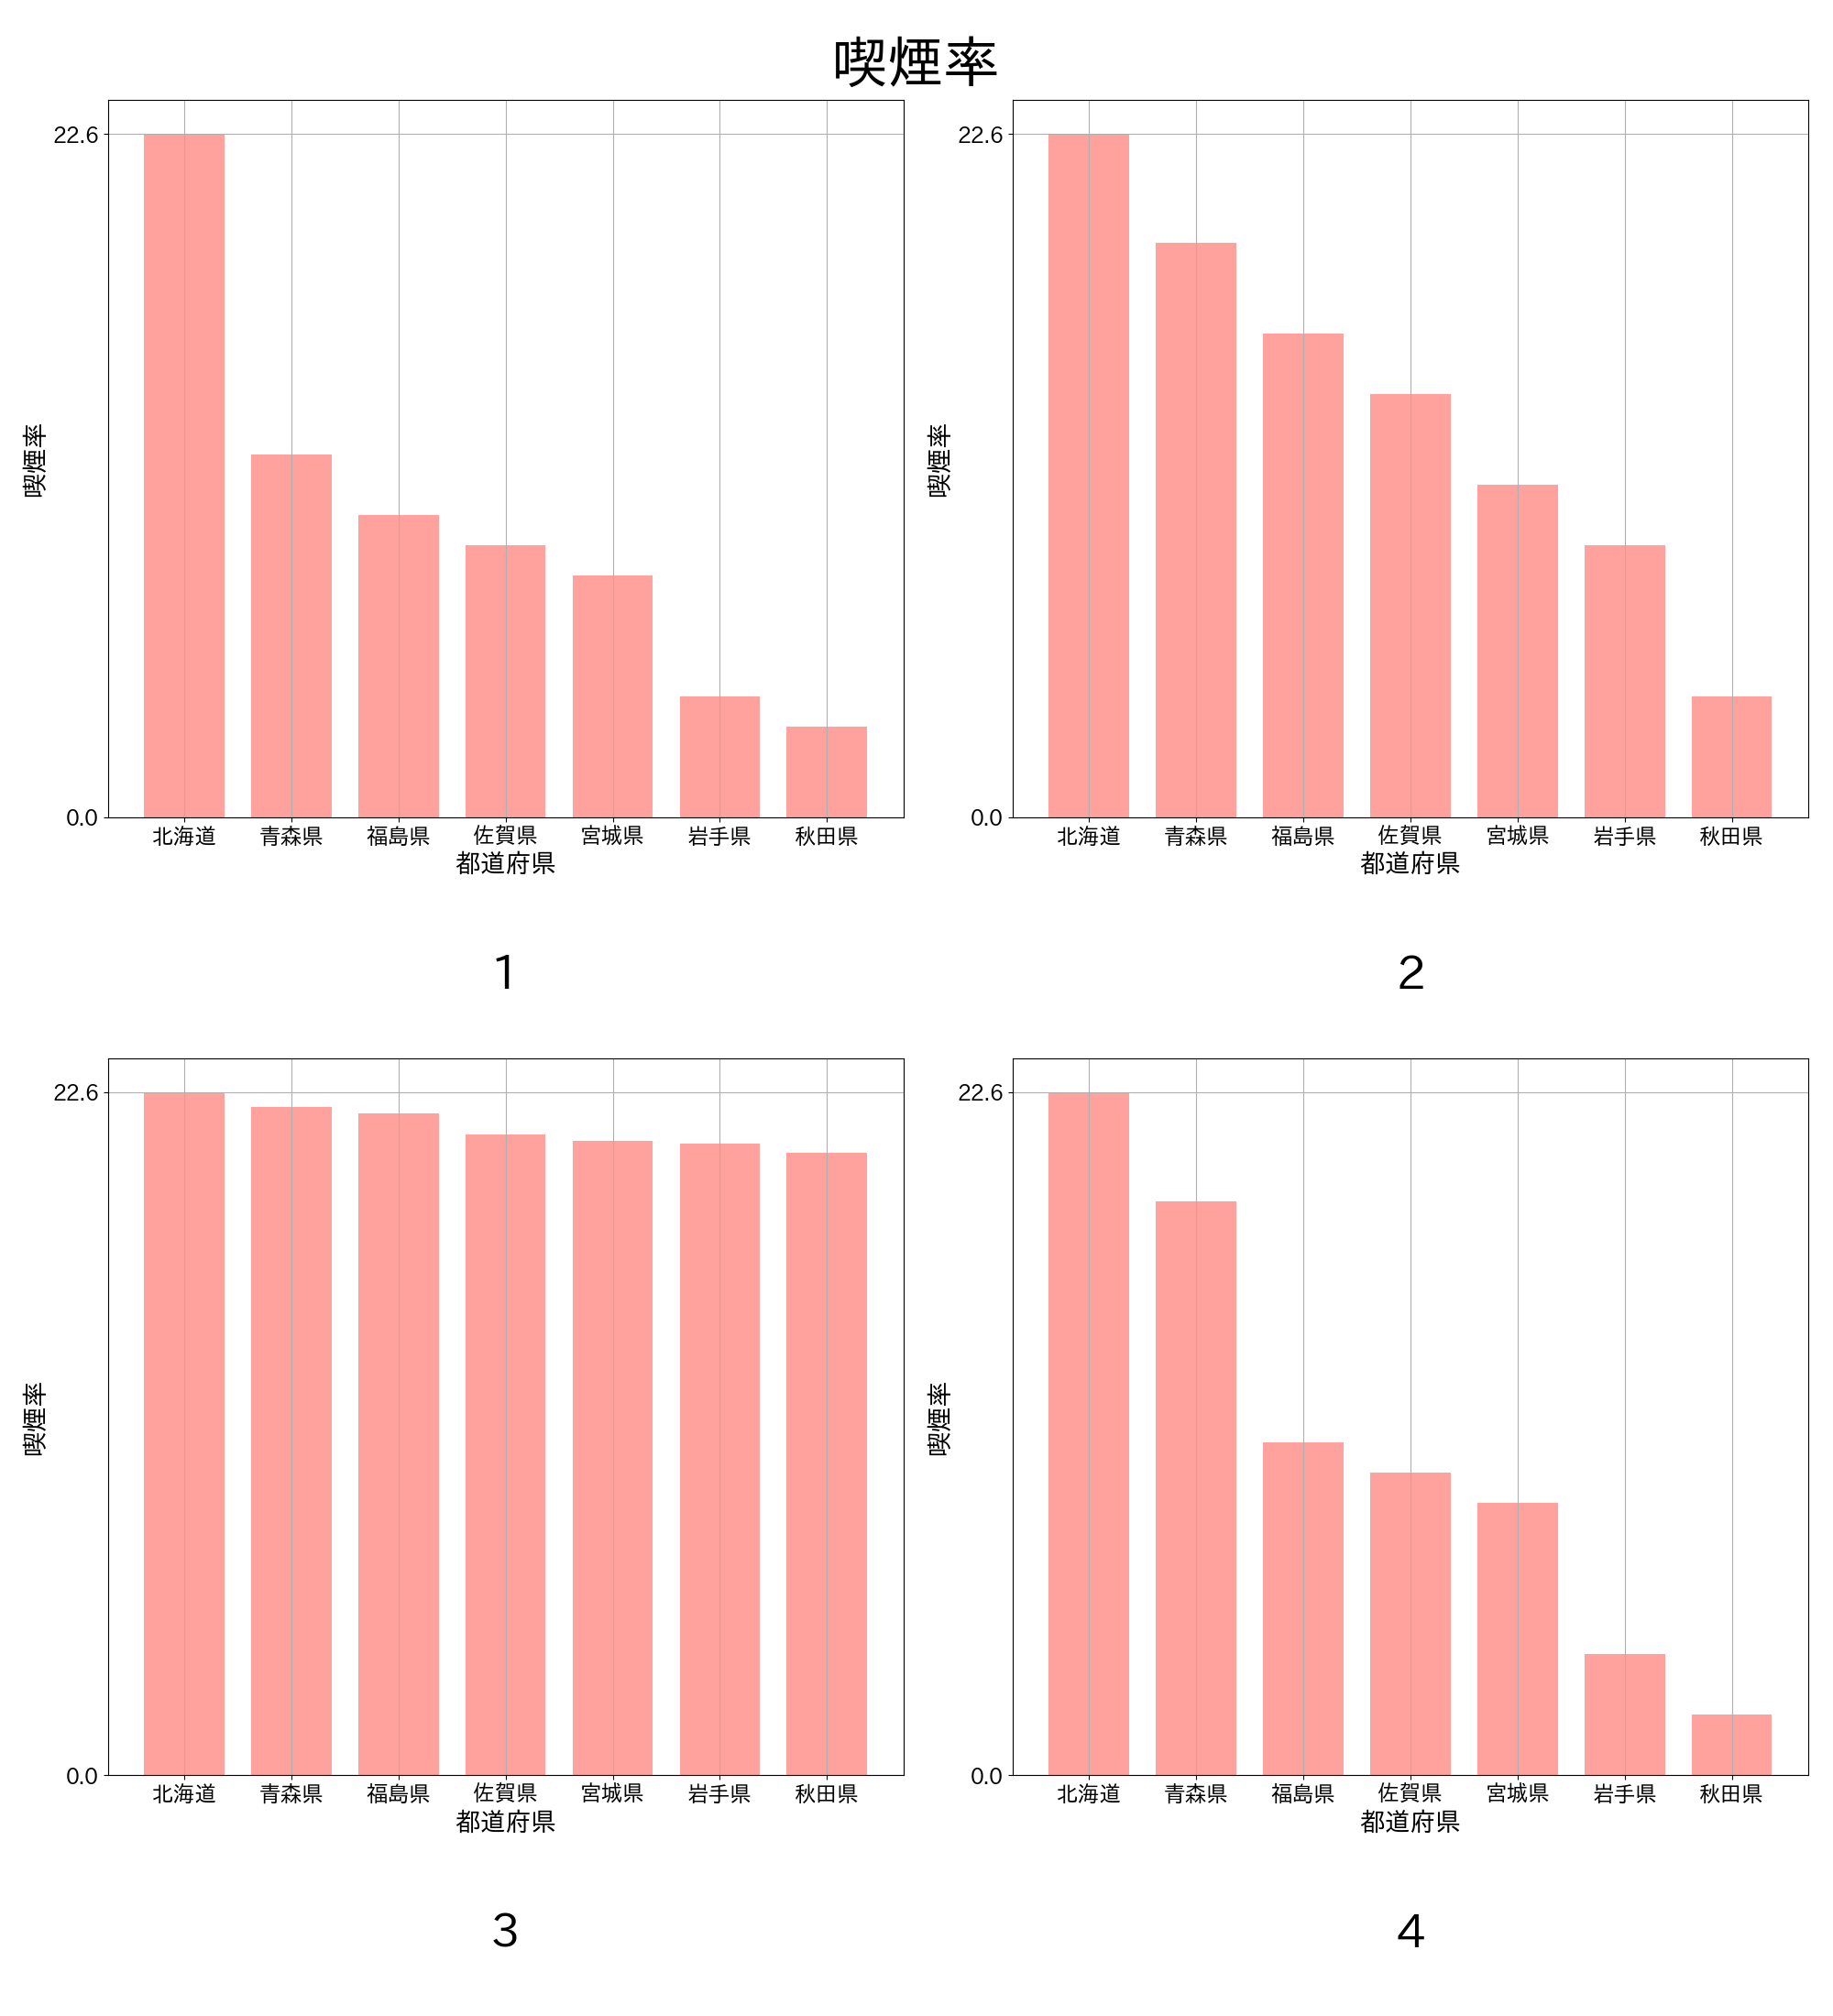 喫煙率
22.6
0.0
喫煙率
北海道 青森県 福島県 佐賀県 宮城県 岩手県 秋田県
都道府県
1
22.6
0.0
喫煙率
北海道 青森県 福島県 佐賀県 宮城県 岩手県 秋田県
都道府県
2
22.6
0.0
喫煙率
北海道 青森県 福島県 佐賀県 宮城県 岩手県 秋田県
都道府県
3
22.6
0.0
喫煙率
北海道 青森県 福島県 佐賀県 宮城県 岩手県 秋田県
都道府県
4